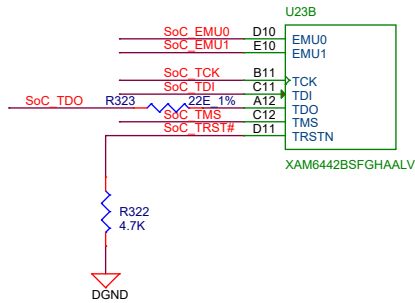 U23B
SoC_EMU0 D10 EMU0
SoC_EMU1 E10 EMU1
SoC_TCK B11 TCK
SoC_TDI C11 TDI
SoC_TDO R323 22E_1% A12 TDO
SoC_TMS C12 TMS
SoC_TRST# D11 TRSTN
XAM6442BSFGHAALV
R322
4.7K
DGND